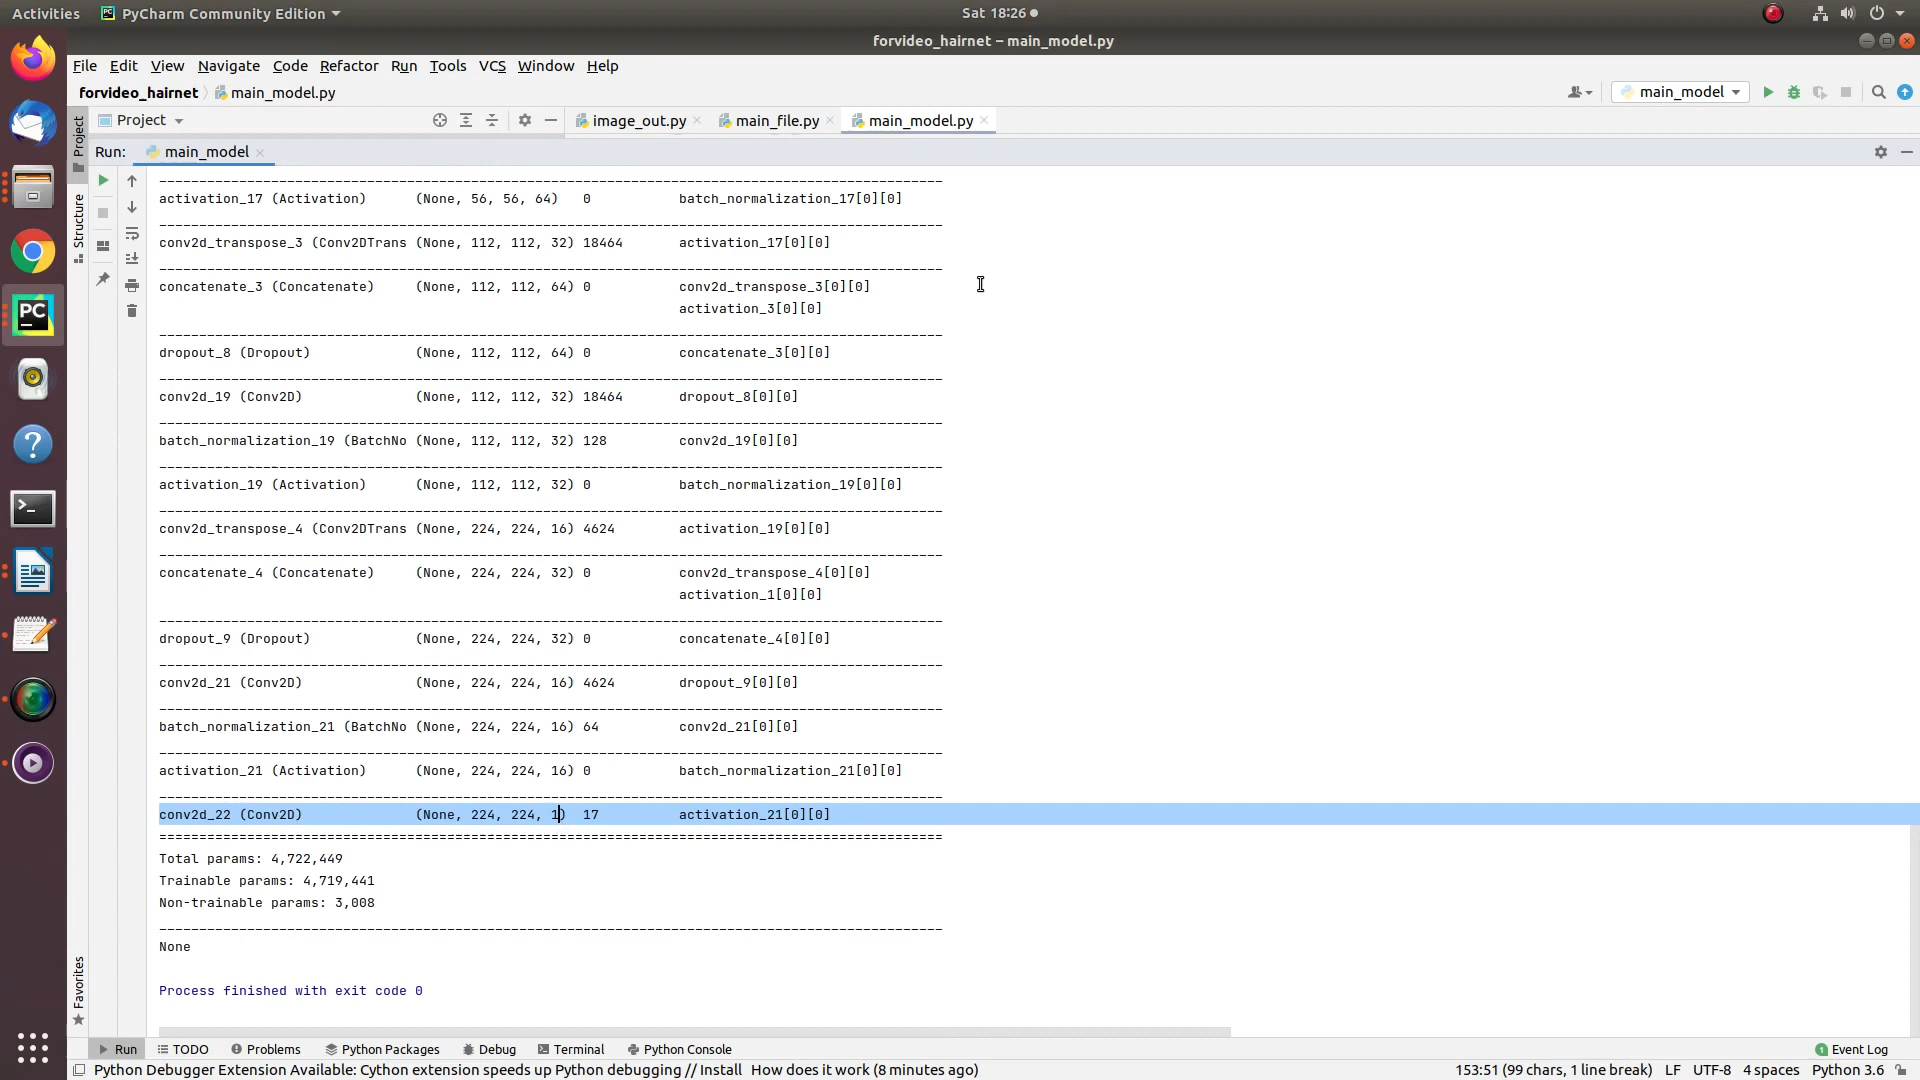 Activities PyCharm Community Edition Sat 18:26
forvideo_hairnet – main_model.py
File Edit View Navigate Code Refactor Run Tools VCS Window Help
forvideo_hairnet main_model.py main_model
Project image_out.py main_file.py main_model.py
Run: main_model
Project
Structure
Favorites
activation_17 (Activation) (None, 56, 56, 64) 0 batch_normalization_17[0][0]
conv2d_transpose_3 (Conv2DTrans (None, 112, 112, 32) 18464 activation_17[0][0]
concatenate_3 (Concatenate) (None, 112, 112, 64) 0 conv2d_transpose_3[0][0]
activation_3[0][0]
dropout_8 (Dropout) (None, 112, 112, 64) 0 concatenate_3[0][0]
conv2d_19 (Conv2D) (None, 112, 112, 32) 18464 dropout_8[0][0]
batch_normalization_19 (BatchNo (None, 112, 112, 32) 128 conv2d_19[0][0]
activation_19 (Activation) (None, 112, 112, 32) 0 batch_normalization_19[0][0]
conv2d_transpose_4 (Conv2DTrans (None, 224, 224, 16) 4624 activation_19[0][0]
concatenate_4 (Concatenate) (None, 224, 224, 32) 0 conv2d_transpose_4[0][0]
activation_1[0][0]
dropout_9 (Dropout) (None, 224, 224, 32) 0 concatenate_4[0][0]
conv2d_21 (Conv2D) (None, 224, 224, 16) 4624 dropout_9[0][0]
batch_normalization_21 (BatchNo (None, 224, 224, 16) 64 conv2d_21[0][0]
activation_21 (Activation) (None, 224, 224, 16) 0 batch_normalization_21[0][0]
conv2d_22 (Conv2D) (None, 224, 224, 1) 17 activation_21[0][0]
Total params: 4,722,449
Trainable params: 4,719,441
Non-trainable params: 3,008
None
Process finished with exit code 0
Run TODO Problems Python Packages Debug Terminal Python Console 1 Event Log
Python Debugger Extension Available: Cython extension speeds up Python debugging // Install How does it work (8 minutes ago) 153:51 (99 chars, 1 line break) LF UTF-8 4 spaces Python 3.6